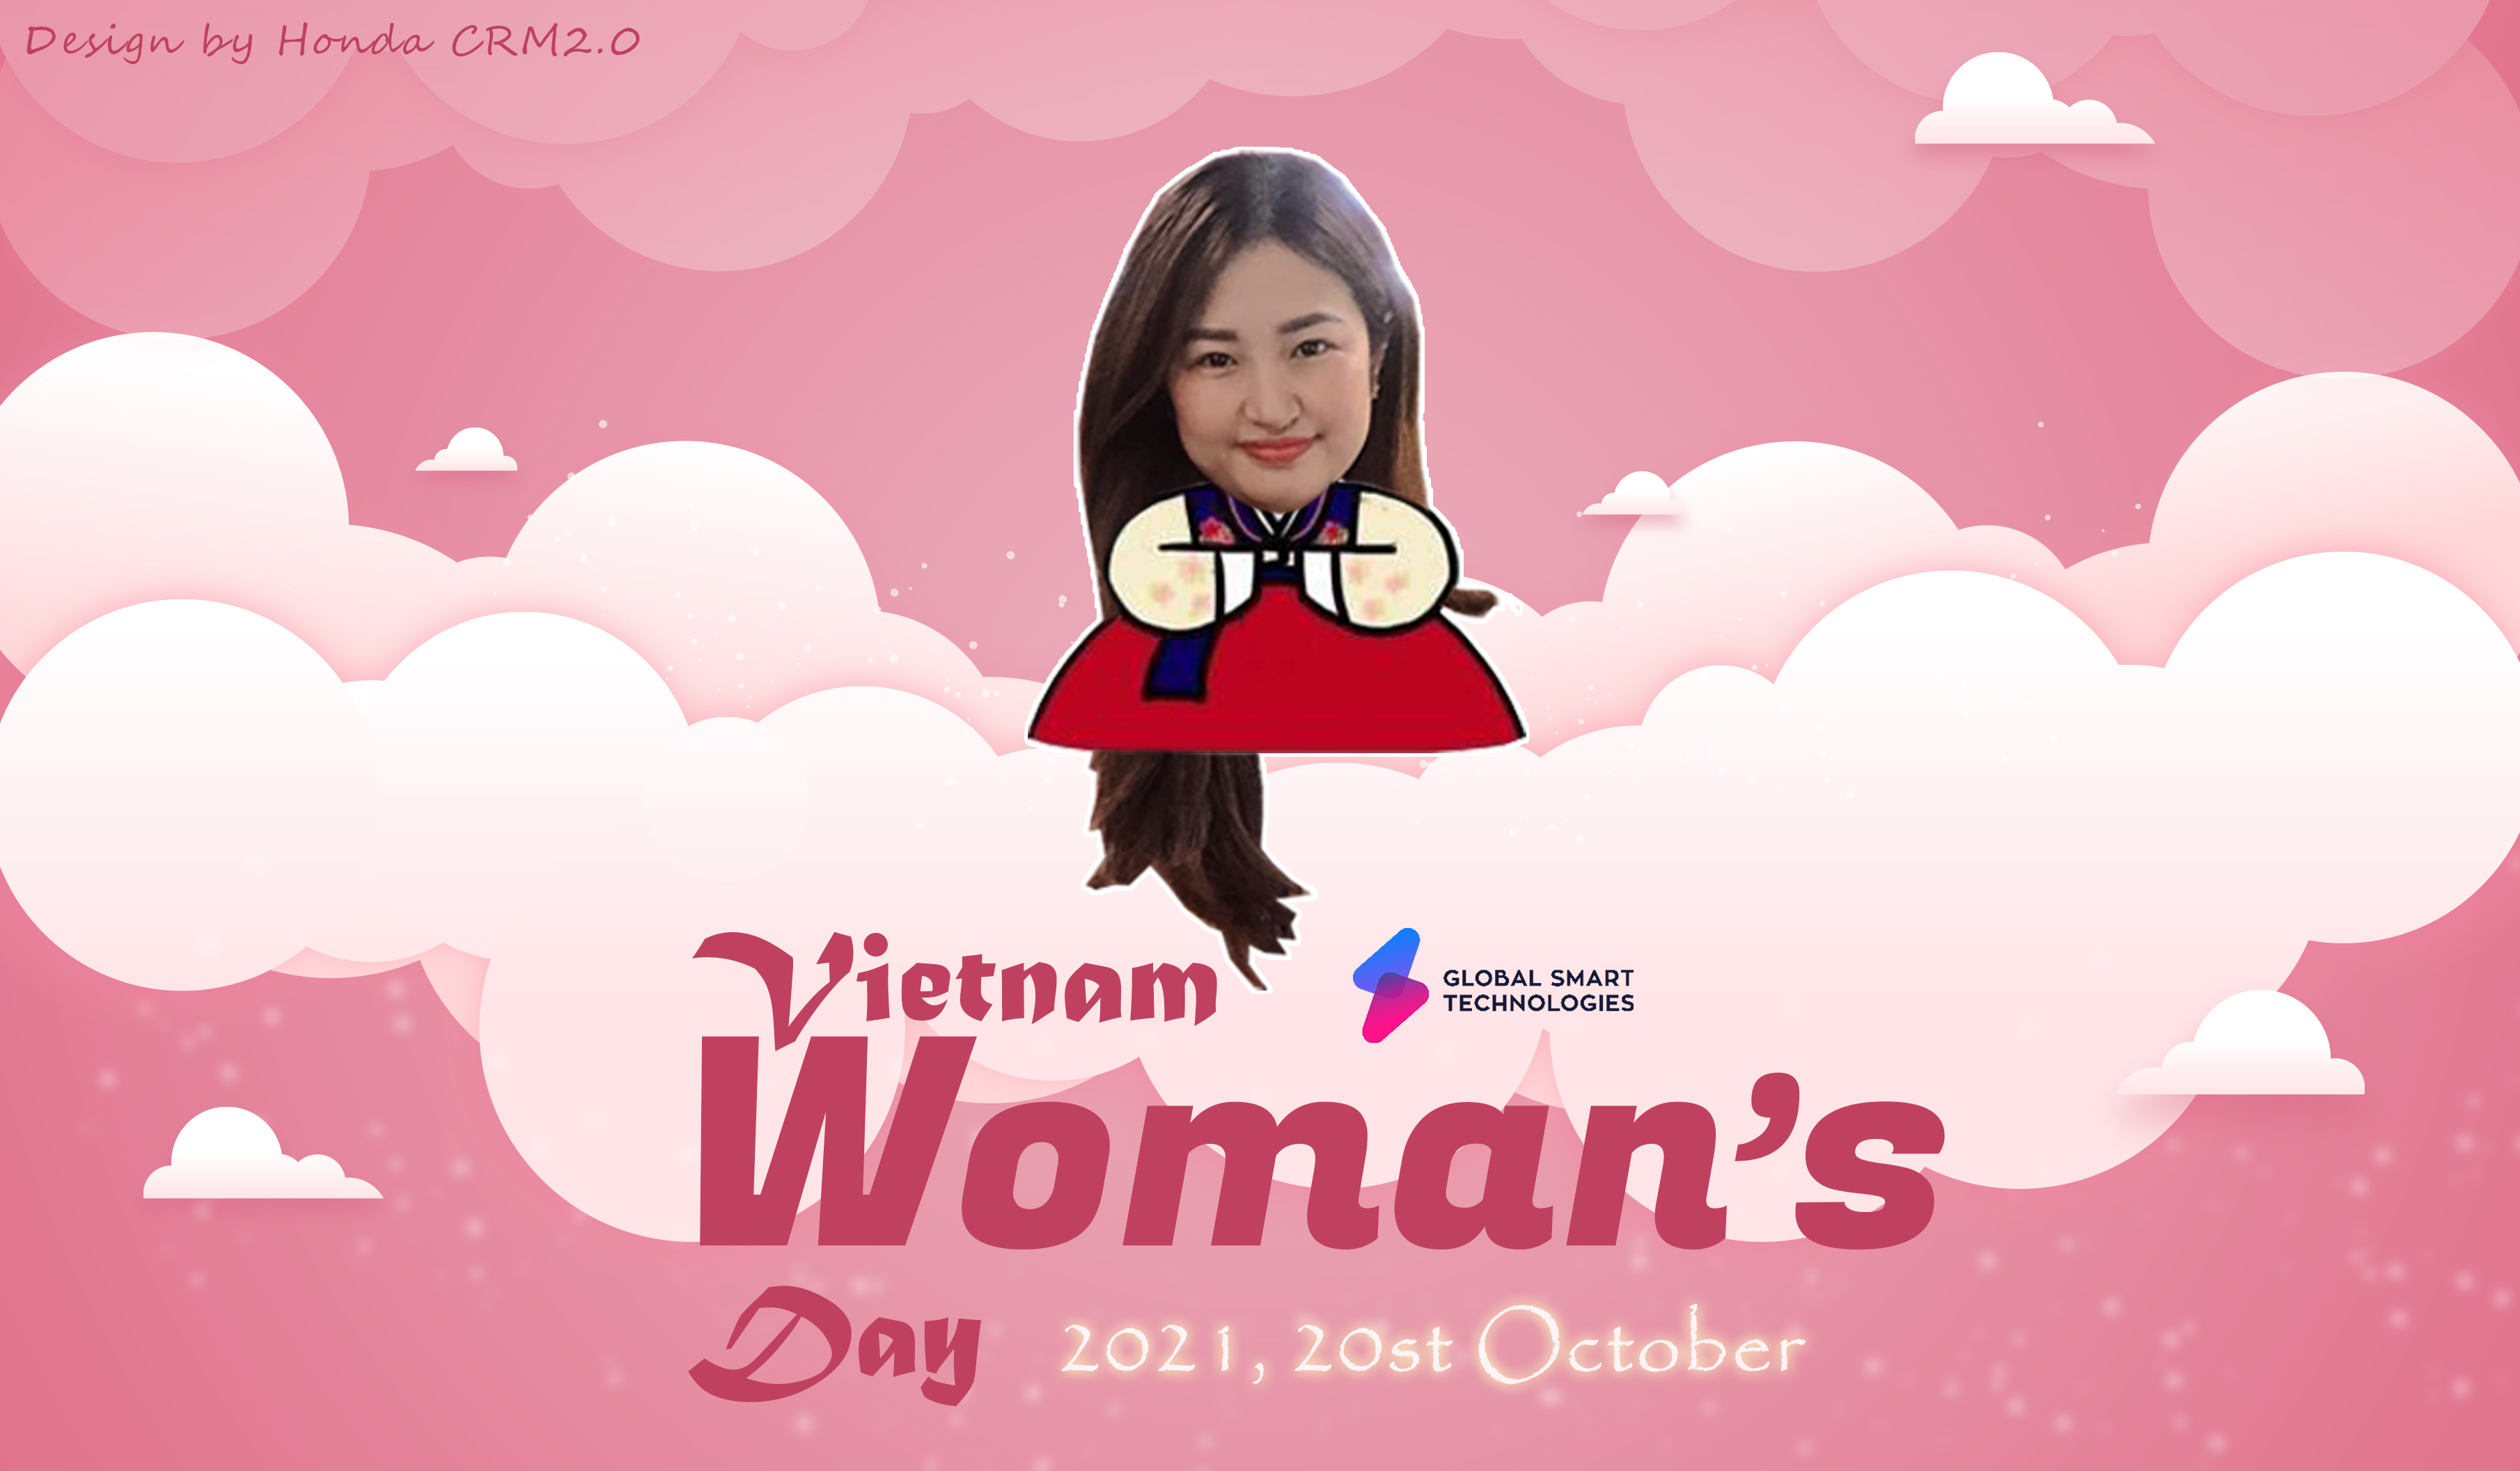 Design by Honda CRM2.0
Vietnam
GLOBAL SMART
TECHNOLOGIES
Woman’s
Day
2021, 20st October